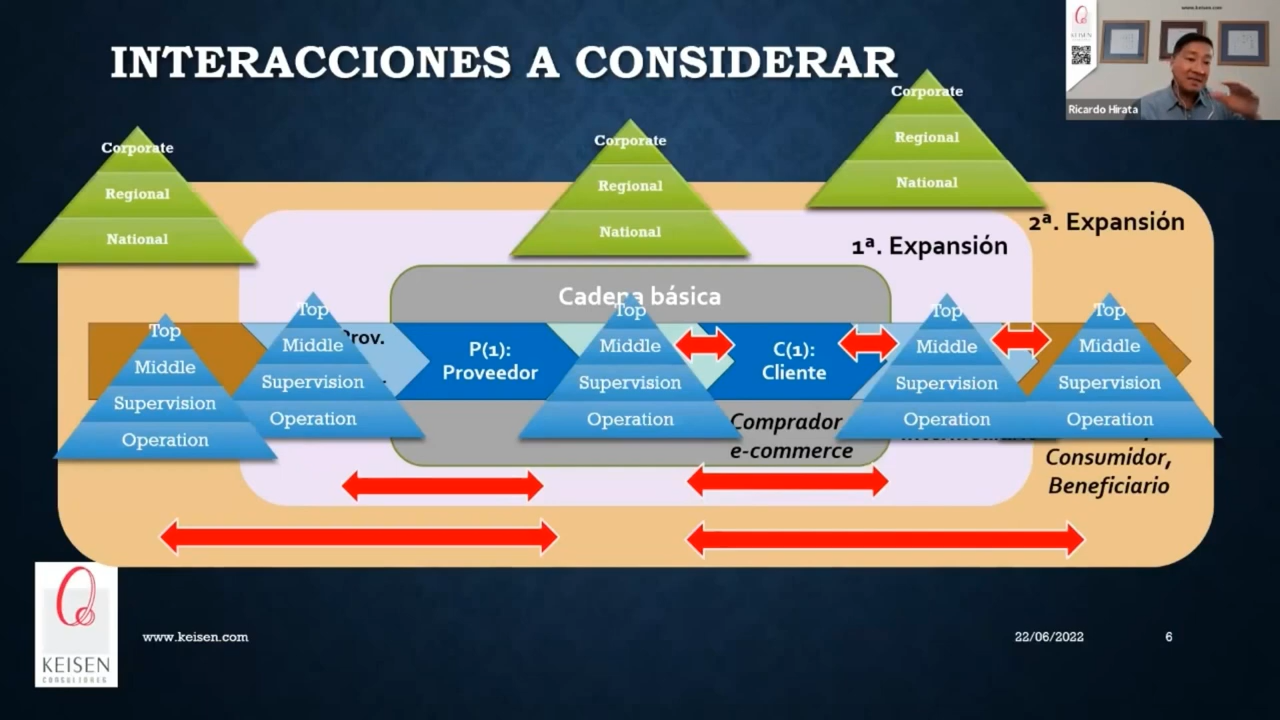 INTERACCIONES A CONSIDERAR
www.keisen.com
KEISEN
Ricardo Hirata
Corporate
Regional
National
Corporate
Regional
National
Corporate
Regional
National
2ª. Expansión
1ª. Expansión
Cadena básica
Top
Middle
Supervision
Operation
Top
Middle
Supervision
Operation
Prov.
P(1):
Proveedor
Top
Middle
Supervision
Operation
C(1):
Cliente
Comprador
e-commerce
Top
Middle
Supervision
Operation
Top
Middle
Supervision
Operation
Consumidor,
Beneficiario
KEISEN
CONSULTORES
www.keisen.com
22/06/2022
6